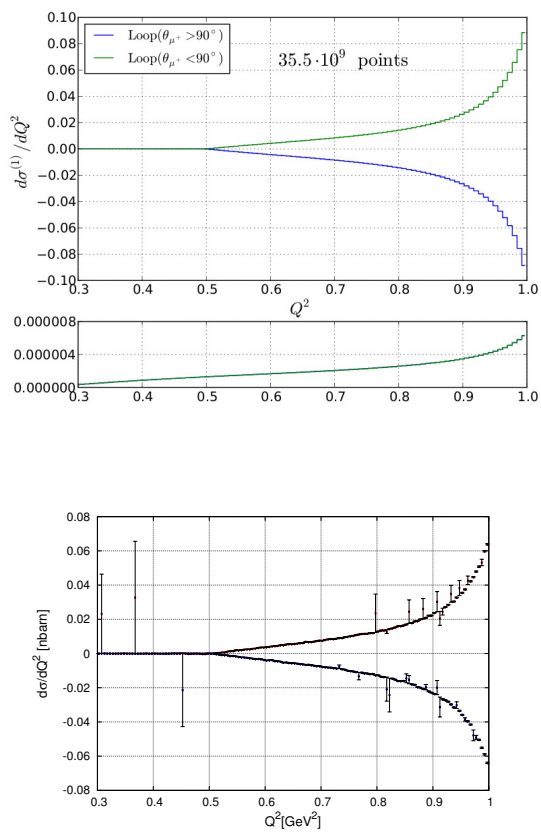 0.10
0.08
0.06
0.04
0.02
0.00
−0.02
−0.04
−0.06
−0.08
−0.10
dσ⁽¹⁾/dQ²
Loop(θ_μ⁺ >90°)
Loop(θ_μ⁺ <90°)
35.5·10⁹ points
0.3 0.4 0.5 0.6 0.7 0.8 0.9 1.0
Q²
0.000008
0.000004
0.000000
0.3 0.4 0.5 0.6 0.7 0.8 0.9 1.0
0.08
0.06
0.04
0.02
0
-0.02
-0.04
-0.06
-0.08
dσ/dQ² [nbarn]
0.3 0.4 0.5 0.6 0.7 0.8 0.9 1
Q²[GeV²]